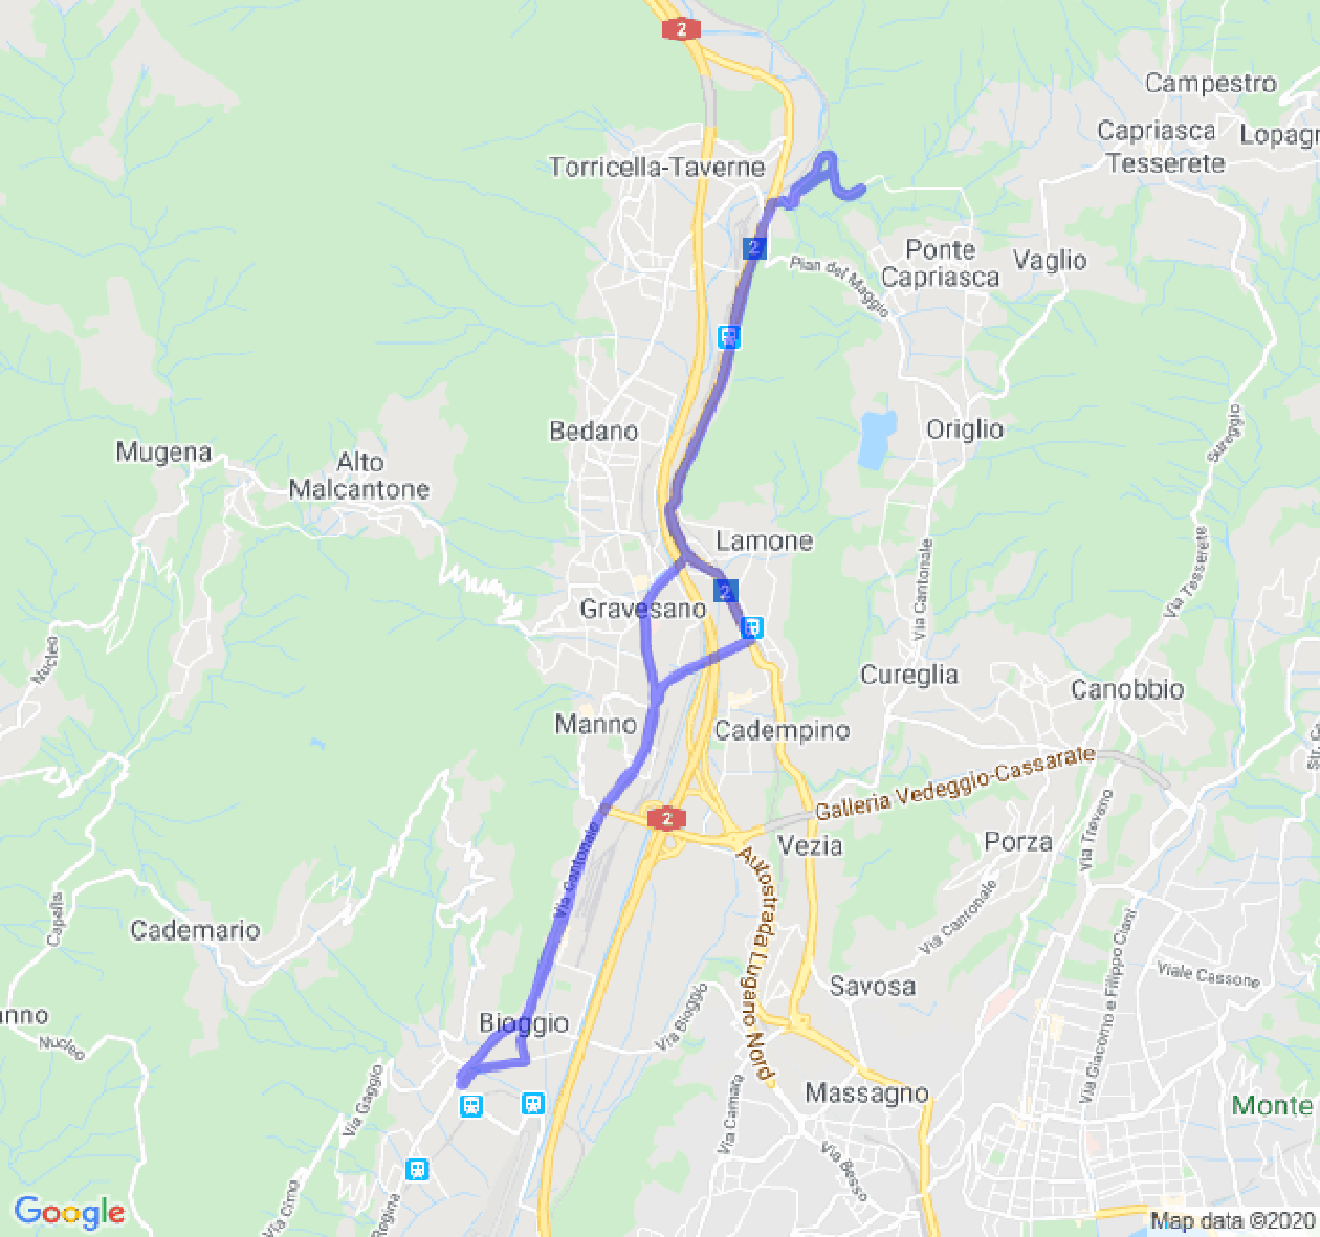 2
Campestro
Capriasca
Tesserete
Lopagr
Torricella-Taverne
2
Ponte
Capriasca
Vaglio
Pian del Maggio
Bedano
Origlio
Sureggio
Mugena
Alto
Malcantone
Lamone
Via Cantonale
Via Tesserete
2
Gravesano
Nucleo
Cureglia
Canobbio
Manno
Cadempino
Galleria Vedeggio-Cassarate
2
Vezia
Porza
Via Trevano
Via Cantonale
Autostrada Lugano Nord
Capella
Cademario
Via Cantonale
Via Giacomo e Filippo Ciani
Viale Cassone
Savosa
anno
Nucleo
Bioggio
Via Bioggio
Via Gaggio
Massagno
Via Camara
Monte
Via Besso
Via Crina
Regina
Google
Map data ©2020